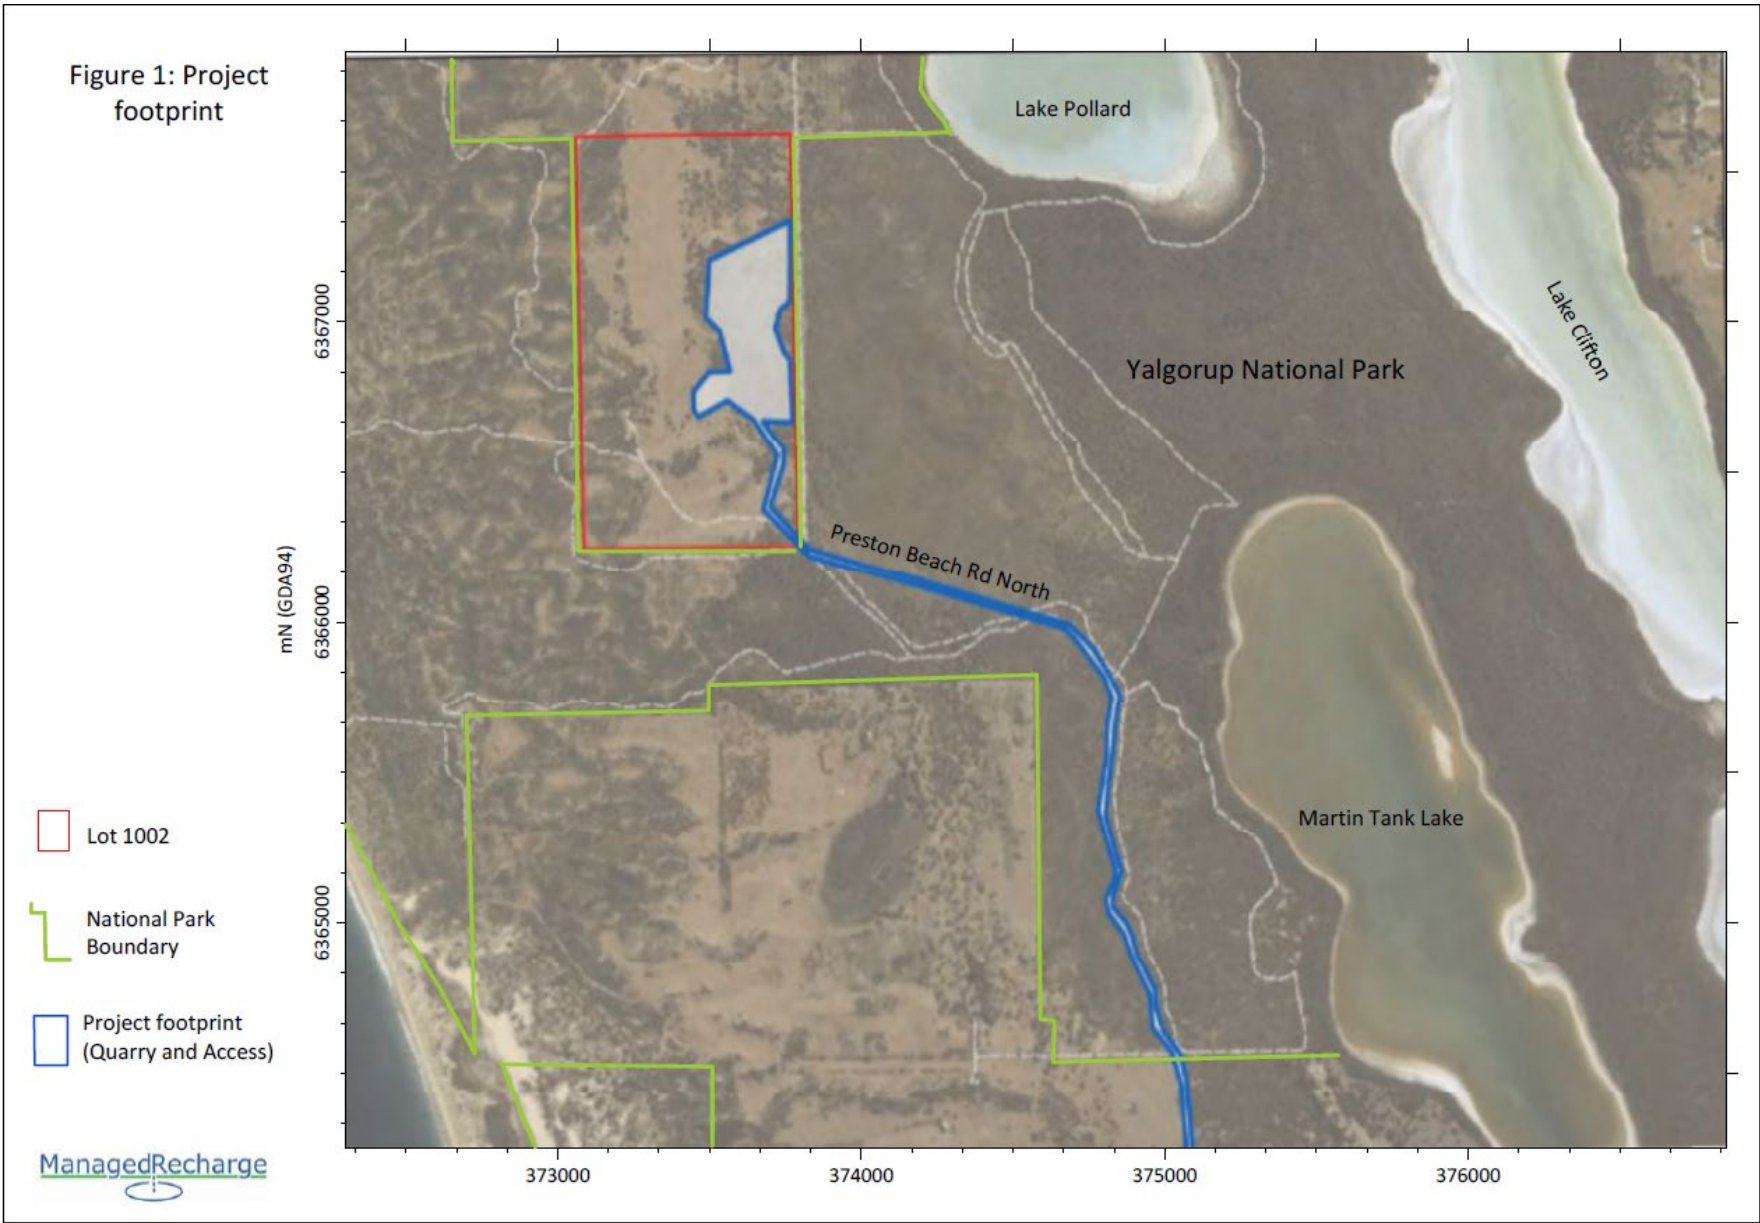 Figure 1: Project
footprint
Lake Pollard
Lake Clifton
Yalgorup National Park
Preston Beach Rd North
Martin Tank Lake
6367000
6366000
6365000
mN (GDA94)
373000
374000
375000
376000
Lot 1002
National Park
Boundary
Project footprint
(Quarry and Access)
ManagedRecharge